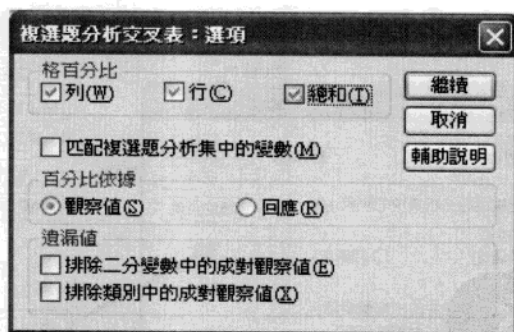 複選題分析交叉表：選項
格百分比
列(W) 行(C) 總和(T)
繼續
取消
輔助說明
匹配複選題分析集中的變數(M)
百分比依據
觀察值(S) 回應(R)
遺漏值
排除二分變數中的成對觀察值(E)
排除類別中的成對觀察值(X)